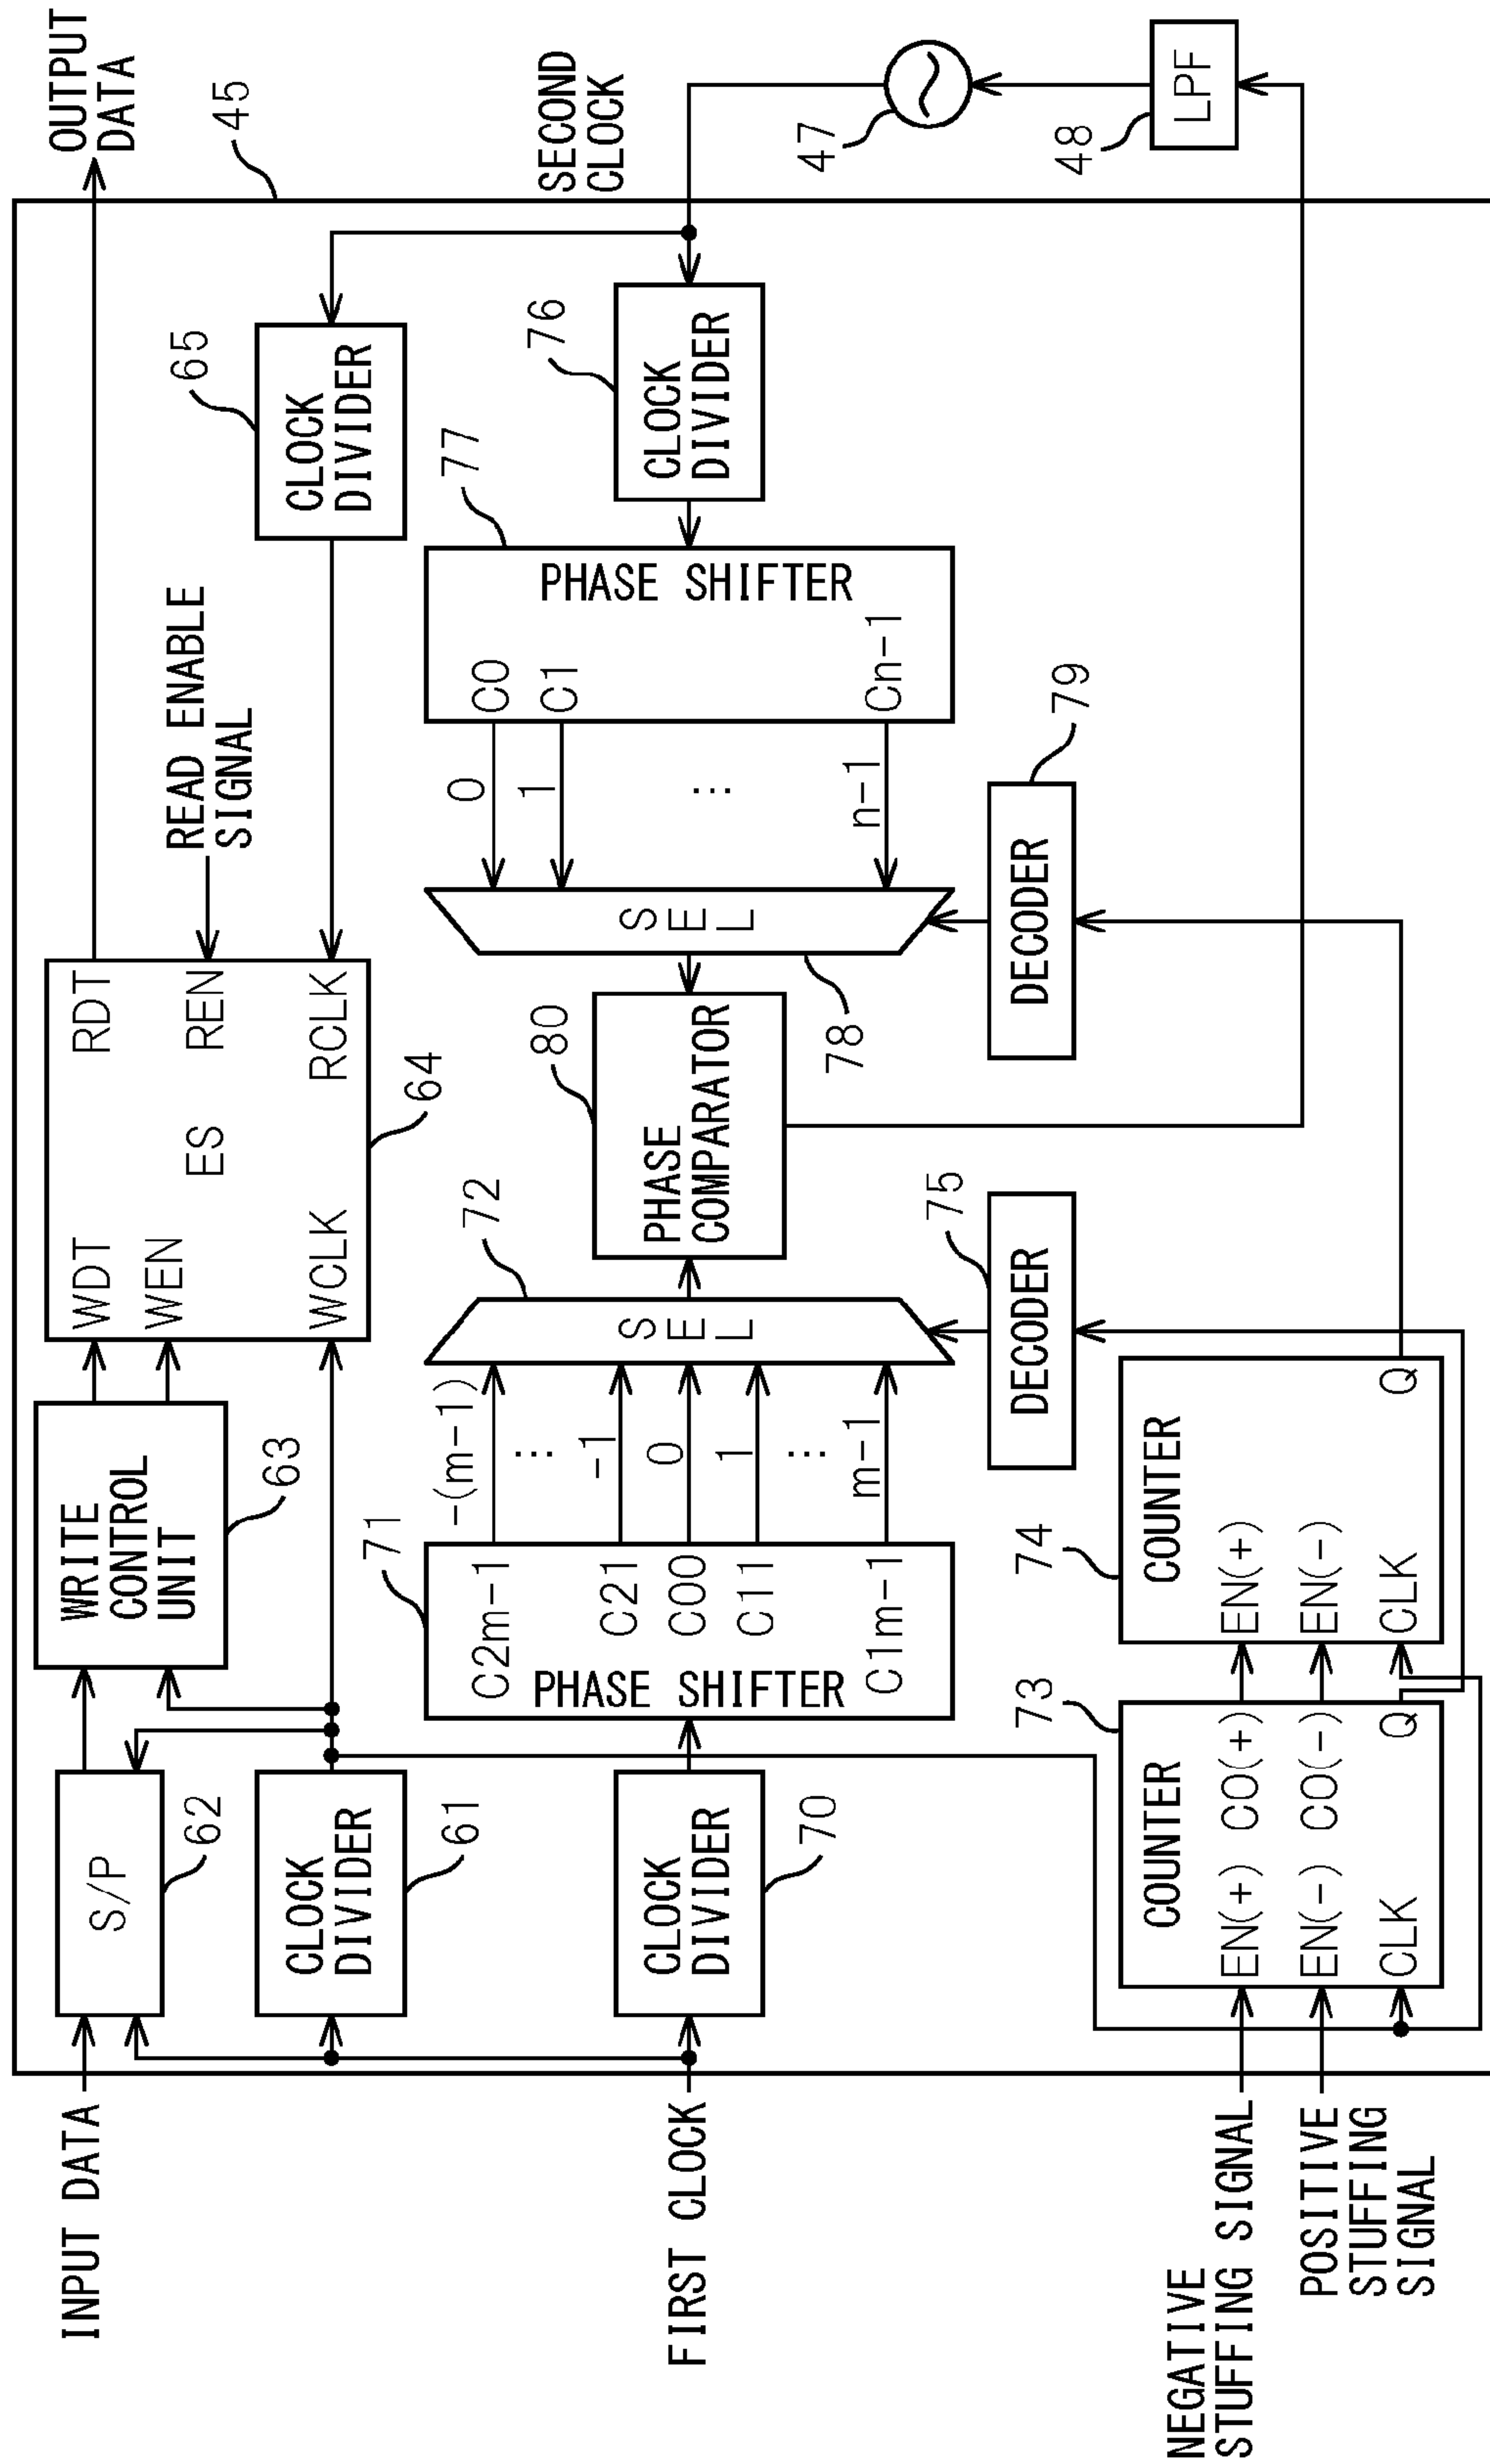 INPUT DATA
S/P
62
WRITE
CONTROL
UNIT
63
WDT
WEN
WCLK
ES
RDT
REN
RCLK
64
READ ENABLE
SIGNAL
OUTPUT
DATA
45
CLOCK
DIVIDER
61
CLOCK
DIVIDER
65
FIRST CLOCK
CLOCK
DIVIDER
70
PHASE SHIFTER
71
C2m-1
C21
C00
C11
C1m-1
-(m-1)
...
-1
0
1
...
m-1
SEL
72
PHASE
COMPARATOR
80
SEL
78
0
1
...
n-1
C0
C1
Cn-1
PHASE SHIFTER
77
CLOCK
DIVIDER
76
SECOND
CLOCK
47
LPF
48
DECODER
75
DECODER
79
NEGATIVE
STUFFING SIGNAL
POSITIVE
STUFFING
SIGNAL
COUNTER
73
EN(+) CO(+)
EN(-) CO(-)
CLK
Q
COUNTER
74
EN(+)
EN(-)
CLK
Q